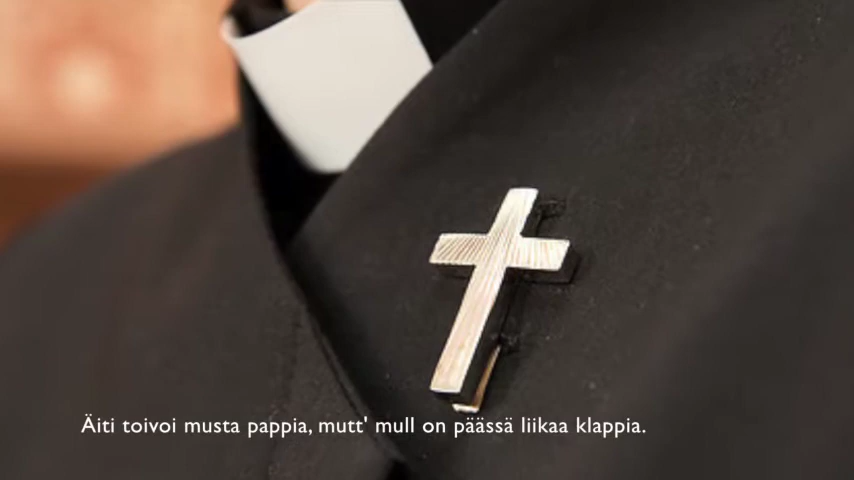 Äiti toivoi musta pappia, mutt' mull on päässä liikaa klappia.